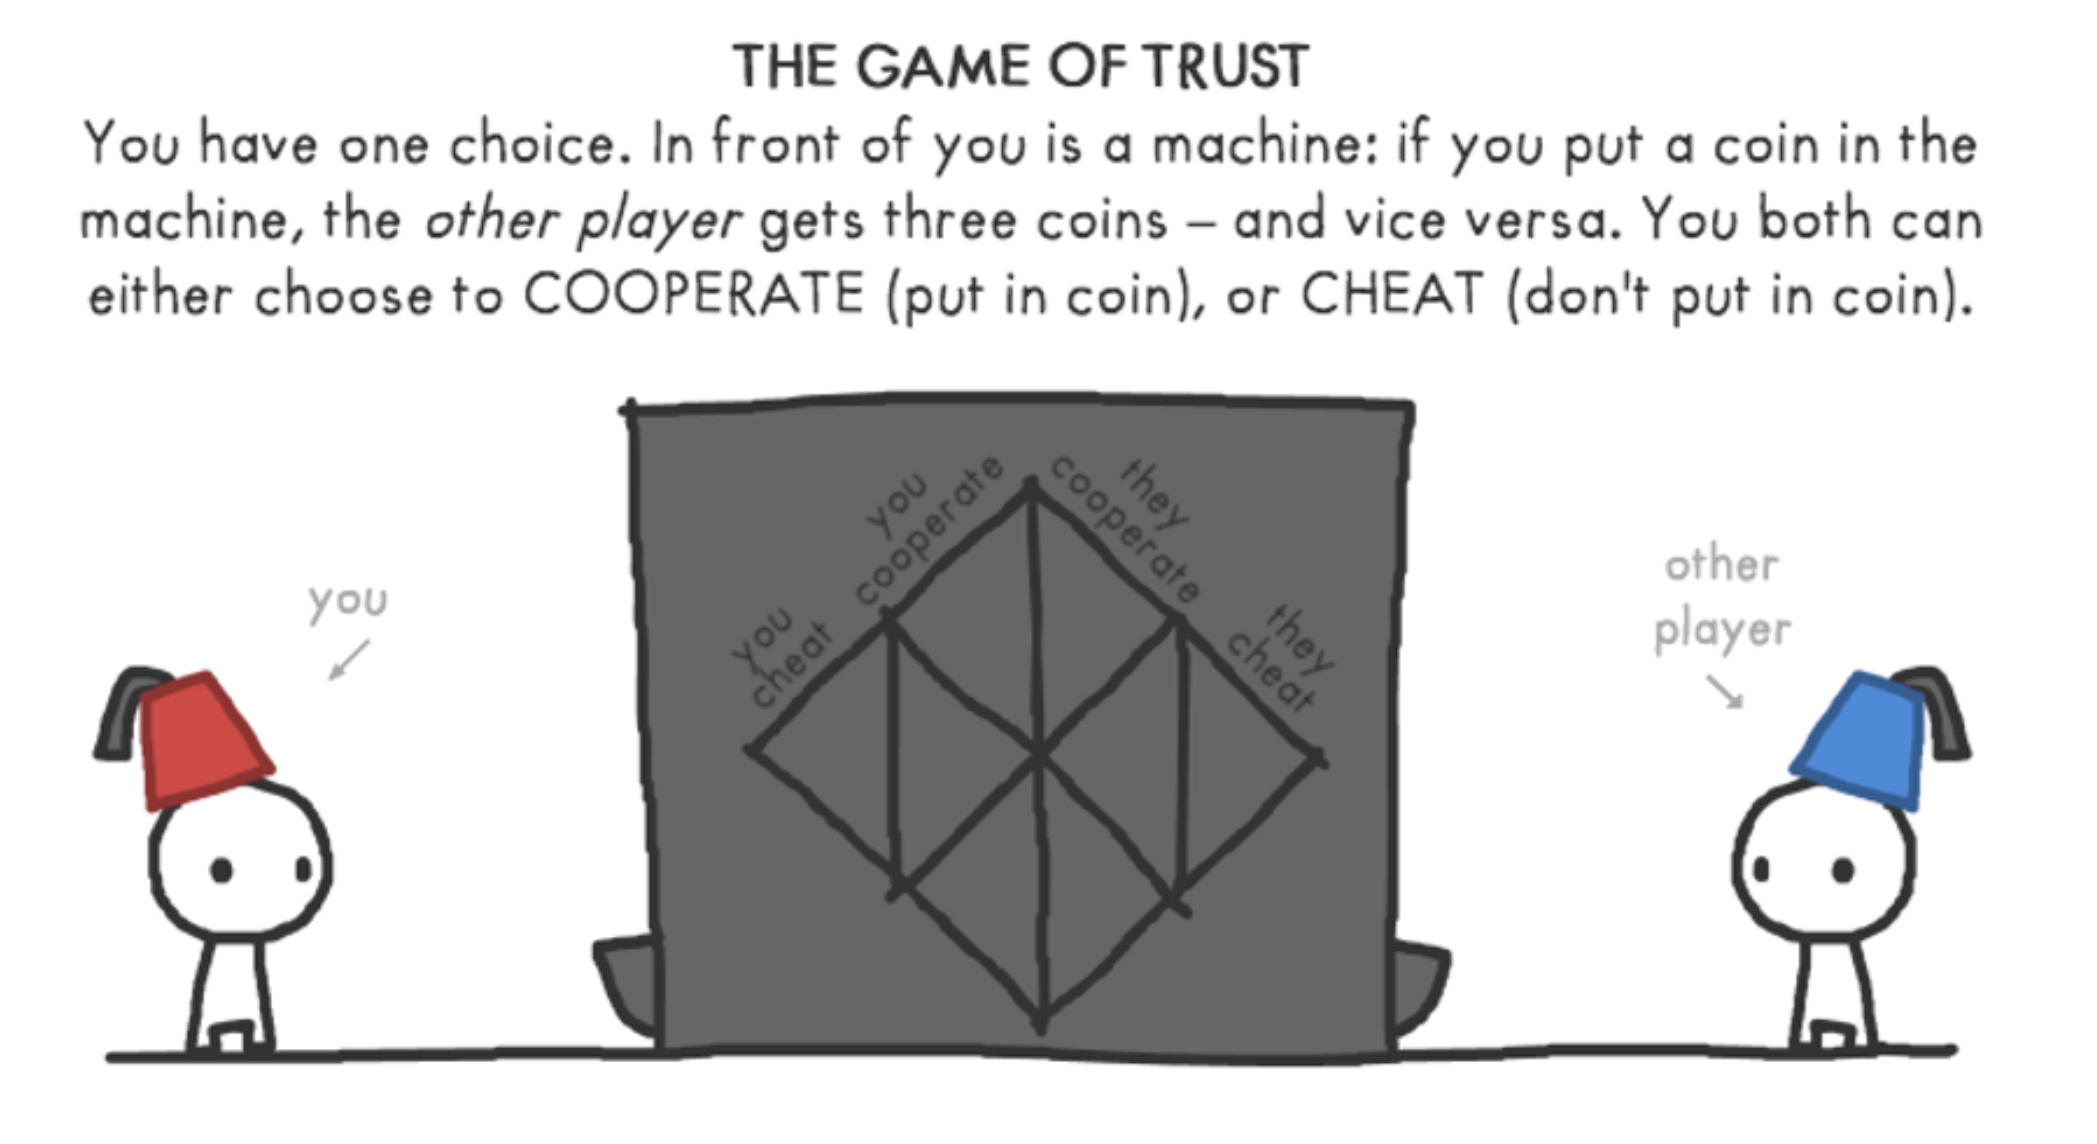 THE GAME OF TRUST
You have one choice. In front of you is a machine: if you put a coin in the
machine, the other player gets three coins – and vice versa. You both can
either choose to COOPERATE (put in coin), or CHEAT (don't put in coin).
you
cooperate
they
cooperate
you
cheat
they
cheat
you
other
player